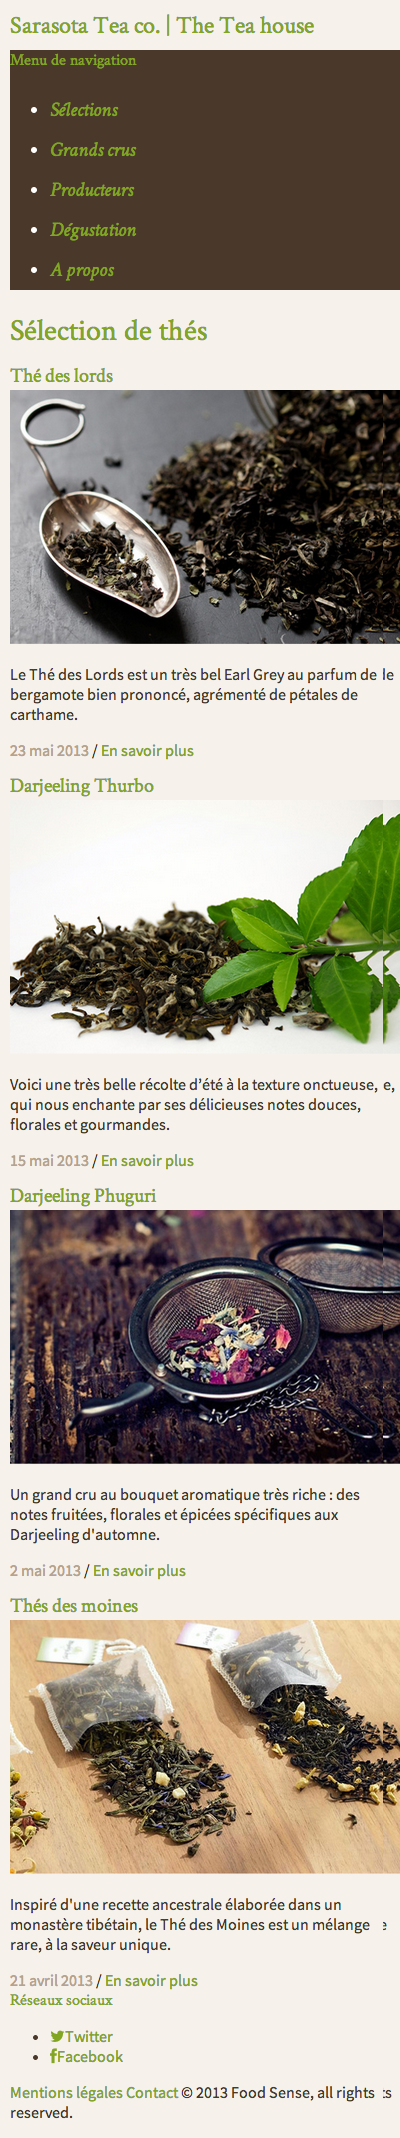 Sarasota Tea co. | The Tea house
Menu de navigation
Sélections
Grands crus
Producteurs
Dégustation
A propos
Sélection de thés
Thé des lords
Le Thé des Lords est un très bel Earl Grey au parfum de le
bergamote bien prononcé, agrémenté de pétales de
carthame.
23 mai 2013 / En savoir plus
Darjeeling Thurbo
Voici une très belle récolte d’été à la texture onctueuse, e,
qui nous enchante par ses délicieuses notes douces,
florales et gourmandes.
15 mai 2013 / En savoir plus
Darjeeling Phuguri
Un grand cru au bouquet aromatique très riche : des
notes fruitées, florales et épicées spécifiques aux
Darjeeling d'automne.
2 mai 2013 / En savoir plus
Thés des moines
Inspiré d'une recette ancestrale élaborée dans un
monastère tibétain, le Thé des Moines est un mélange e
rare, à la saveur unique.
21 avril 2013 / En savoir plus
Réseaux sociaux
Twitter
Facebook
Mentions légales Contact © 2013 Food Sense, all rights ts
reserved.